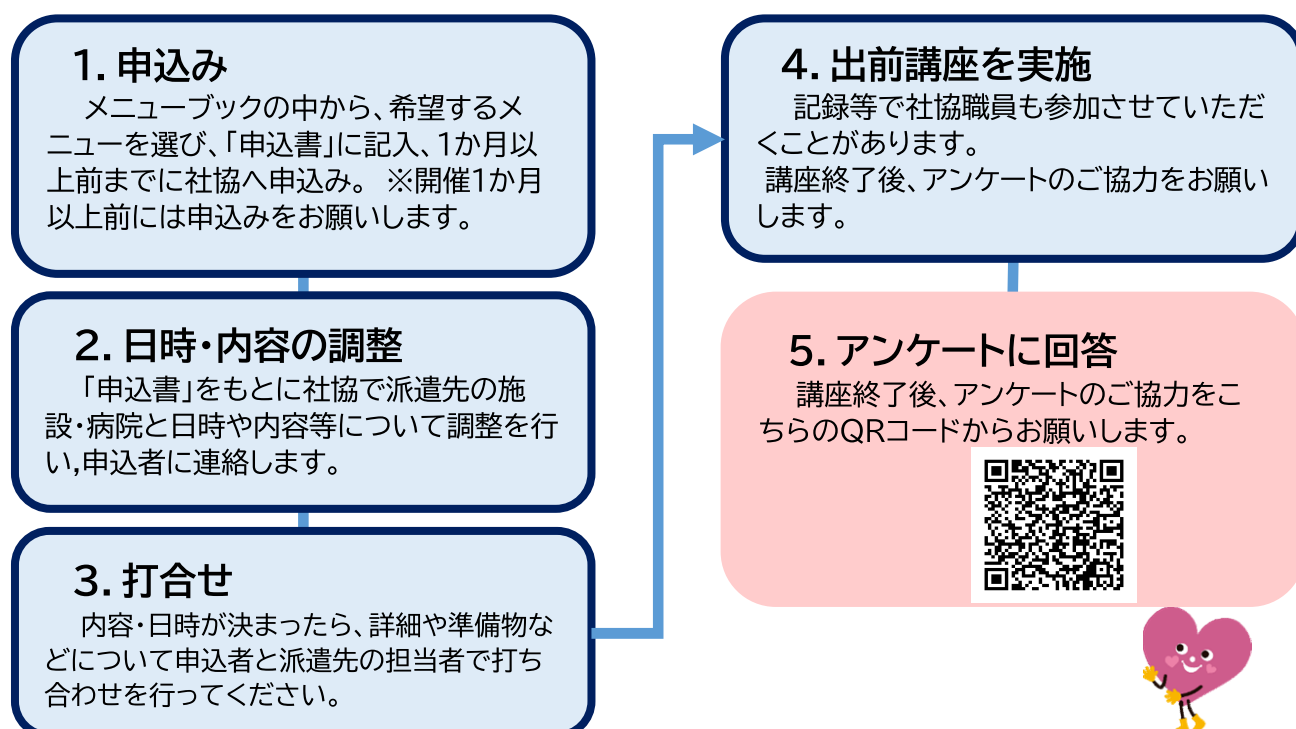 1. 申込み
メニューブックの中から、希望するメ
ニューを選び、「申込書」に記入、1か月以
上前までに社協へ申込み。 ※開催1か月
以上前には申込みをお願いします。
2. 日時・内容の調整
「申込書」をもとに社協で派遣先の施
設・病院と日時や内容等について調整を行
い,申込者に連絡します。
3. 打合せ
内容・日時が決まったら、詳細や準備物な
どについて申込者と派遣先の担当者で打ち
合わせを行ってください。
4. 出前講座を実施
記録等で社協職員も参加させていただ
くことがあります。
講座終了後、アンケートのご協力をお願い
します。
5. アンケートに回答
講座終了後、アンケートのご協力をこ
ちらのQRコードからお願いします。